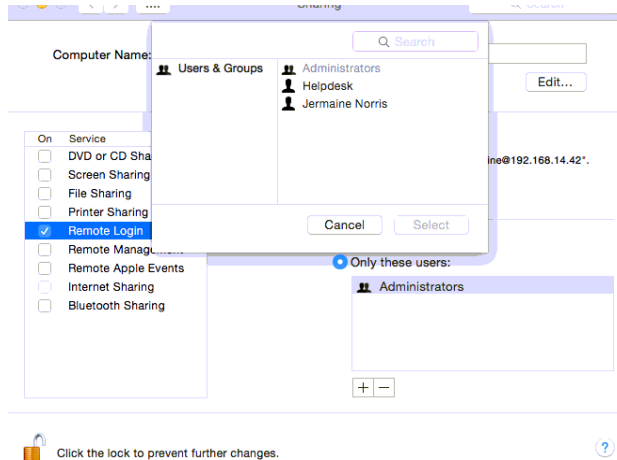 Sharing
Search
Search
Computer Name:
Users & Groups
Administrators
Helpdesk
Jermaine Norris
Edit...
Cancel
Select
On Service
DVD or CD Sha
Screen Sharing
File Sharing
Printer Sharing
Remote Login
Remote Management
Remote Apple Events
Internet Sharing
Bluetooth Sharing
ine@192.168.14.42".
Only these users:
Administrators
+ −
Click the lock to prevent further changes.
?